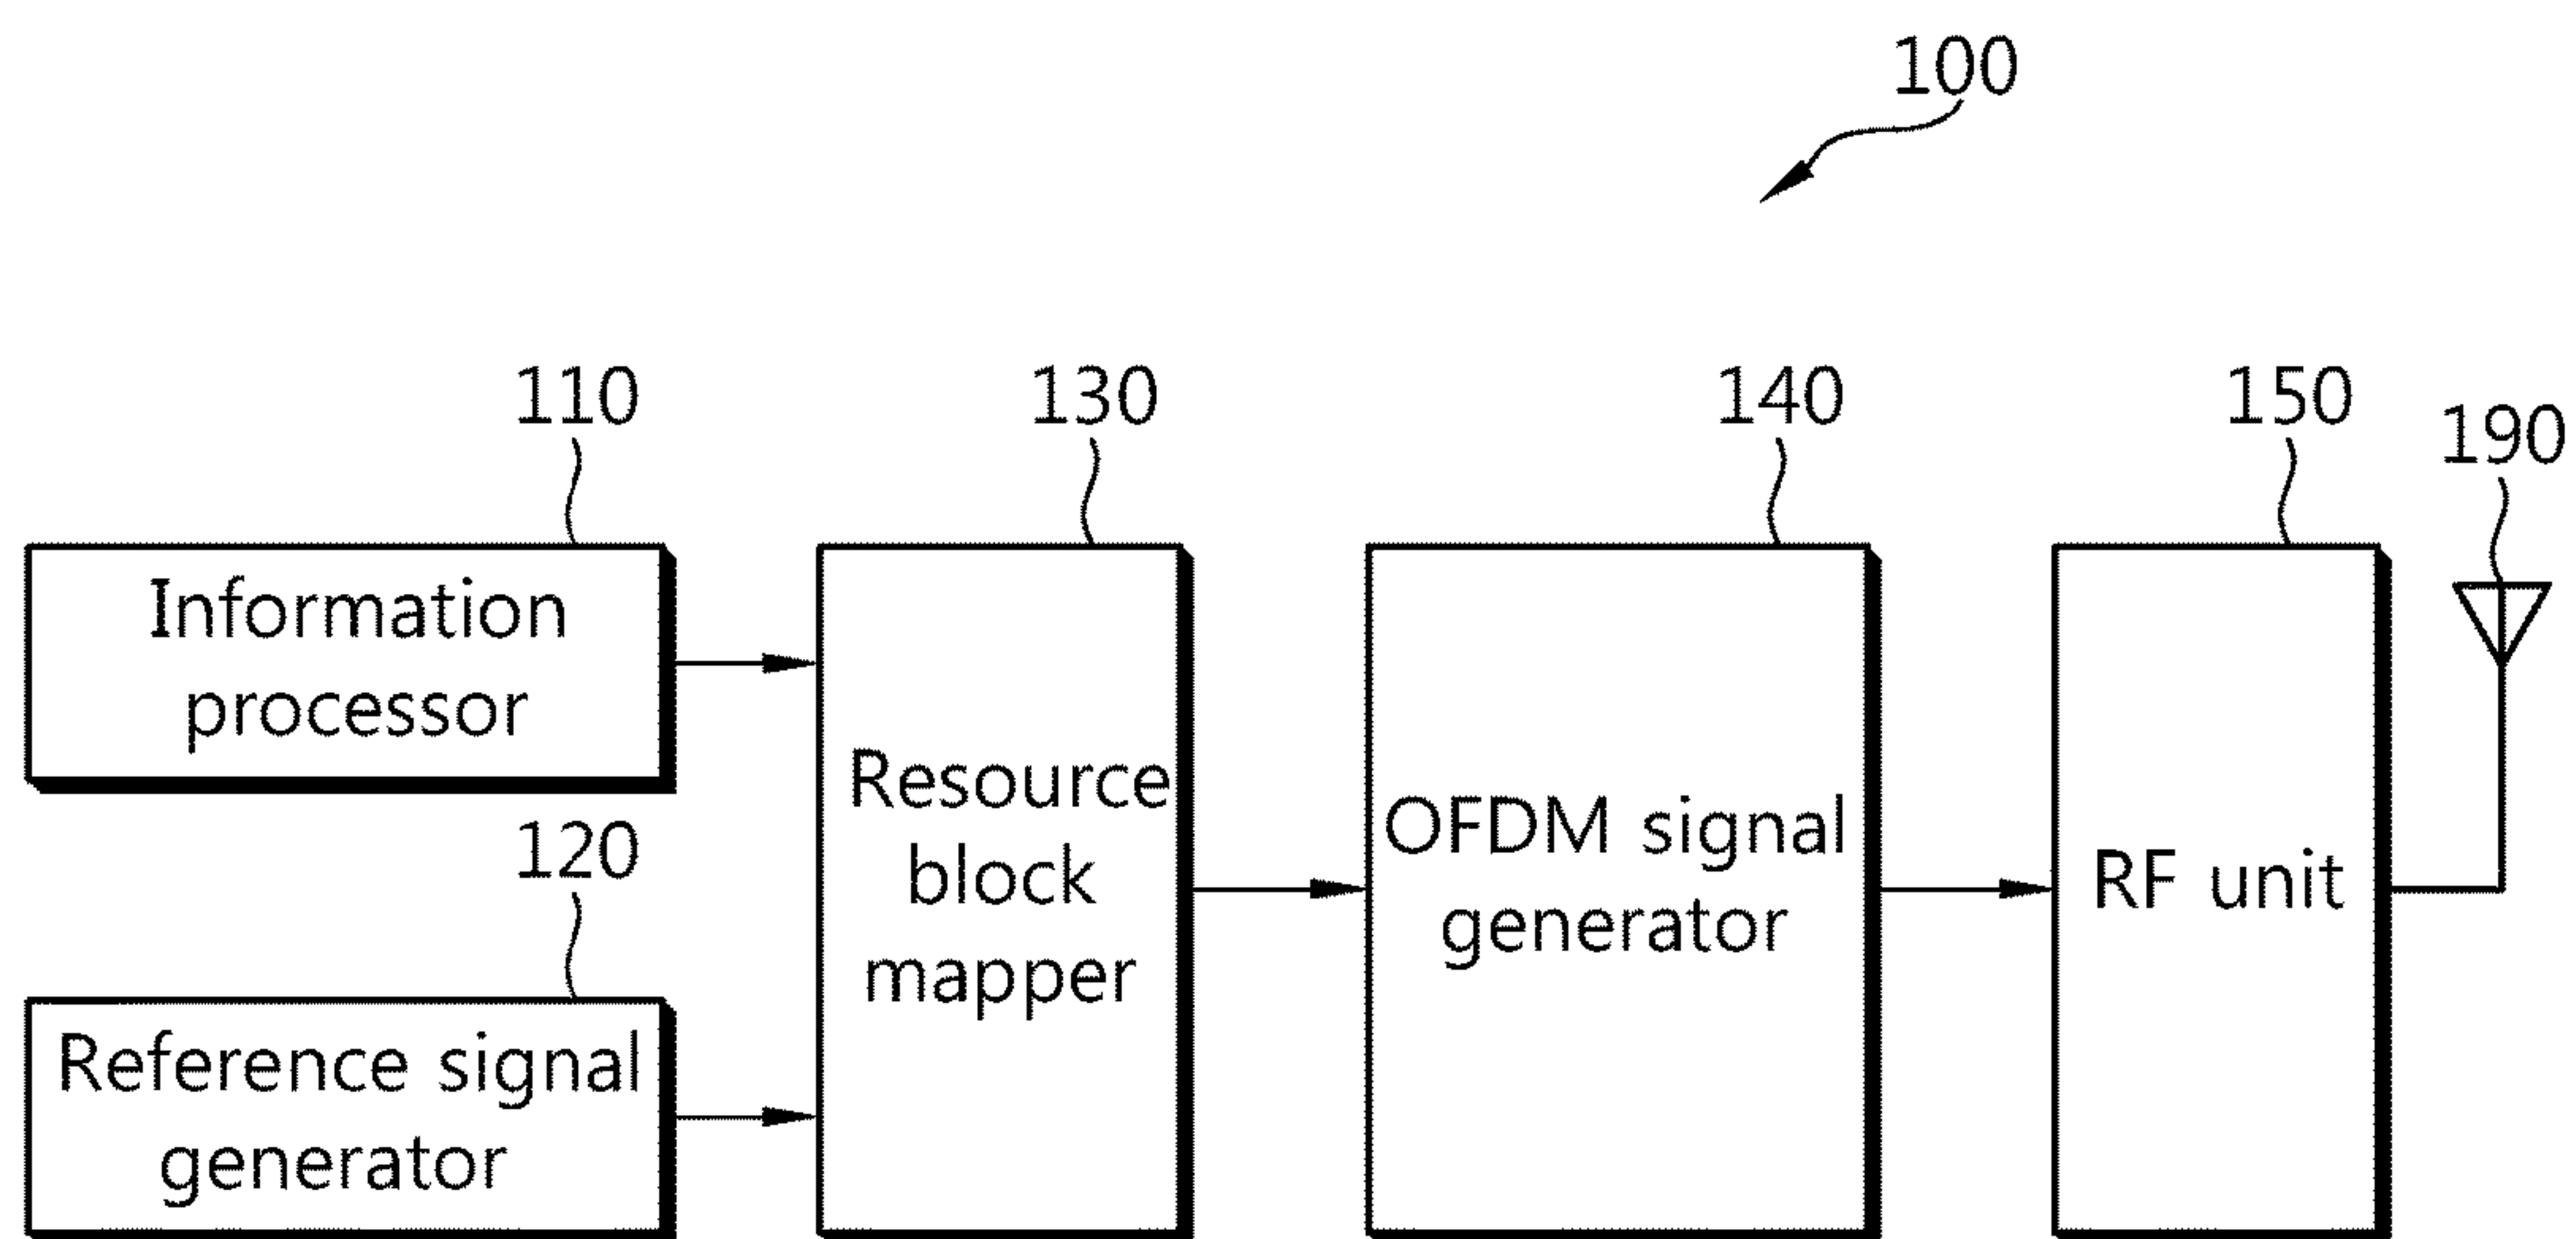 100
110
130
140
150
190
Information
processor
Resource
block
mapper
OFDM signal
generator
RF unit
120
Reference signal
generator